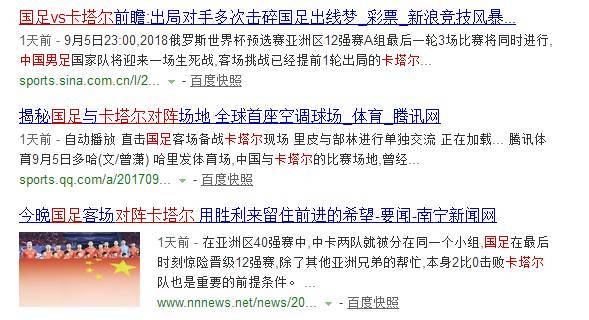 国足vs卡塔尔前瞻:出局对手多次击碎国足出线梦_彩票_新浪竞技风暴...
1天前 - 9月5日23:00,2018俄罗斯世界杯预选赛亚洲区12强赛A组最后一轮3场比赛将同时进行,
中国男足国家队将迎来一场生死战,客场挑战已经提前1轮出局的卡塔尔...
sports.sina.com.cn/l/2... - 百度快照
揭秘国足与卡塔尔对阵场地 全球首座空调球场_体育_腾讯网
1天前 - 自动播放 直击国足客场备战卡塔尔现场 里皮与郜林进行单独交流 正在加载... 腾讯体
育9月5日多哈(文/曾潇) 哈里发体育场,中国与卡塔尔的比赛场地,曾经...
sports.qq.com/a/201709... - 百度快照
今晚国足客场对阵卡塔尔 用胜利来留住前进的希望-要闻-南宁新闻网
1天前 - 在亚洲区40强赛中,中卡两队就被分在同一个小组,国足在最后
时刻惊险晋级12强赛,除了其他亚洲兄弟的帮忙,本身2比0击败卡塔尔
队也是重要的前提条件。 ...
www.nnnews.net/news/20... - 百度快照